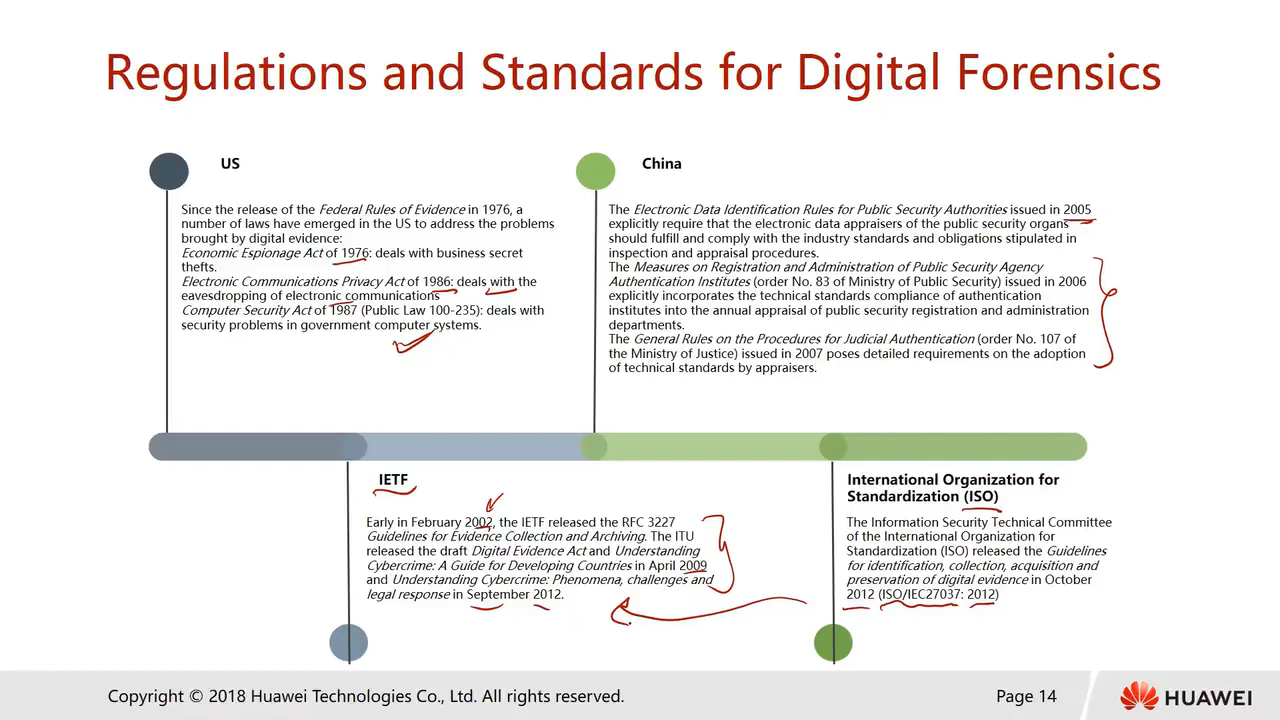 Regulations and Standards for Digital Forensics
US
Since the release of the Federal Rules of Evidence in 1976, a
number of laws have emerged in the US to address the problems
brought by digital evidence:
Economic Espionage Act of 1976: deals with business secret
thefts.
Electronic Communications Privacy Act of 1986: deals with the
eavesdropping of electronic communications
Computer Security Act of 1987 (Public Law 100-235): deals with
security problems in government computer systems.
China
The Electronic Data Identification Rules for Public Security Authorities issued in 2005
explicitly require that the electronic data appraisers of the public security organs
should fulfill and comply with the industry standards and obligations stipulated in
inspection and appraisal procedures.
The Measures on Registration and Administration of Public Security Agency
Authentication Institutes (order No. 83 of Ministry of Public Security) issued in 2006
explicitly incorporates the technical standards compliance of authentication
institutes into the annual appraisal of public security registration and administration
departments.
The General Rules on the Procedures for Judicial Authentication (order No. 107 of
the Ministry of Justice) issued in 2007 poses detailed requirements on the adoption
of technical standards by appraisers.
IETF
Early in February 2002, the IETF released the RFC 3227
Guidelines for Evidence Collection and Archiving. The ITU
released the draft Digital Evidence Act and Understanding
Cybercrime: A Guide for Developing Countries in April 2009
and Understanding Cybercrime: Phenomena, challenges and
legal response in September 2012.
International Organization for
Standardization (ISO)
The Information Security Technical Committee
of the International Organization for
Standardization (ISO) released the Guidelines
for identification, collection, acquisition and
preservation of digital evidence in October
2012 (ISO/IEC27037: 2012)
Copyright © 2018 Huawei Technologies Co., Ltd. All rights reserved.
Page 14
HUAWEI